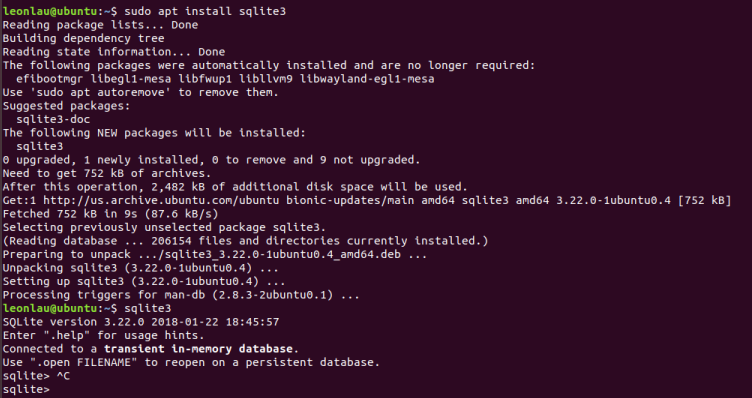 leonlau@ubuntu:~$ sudo apt install sqlite3
Reading package lists... Done
Building dependency tree
Reading state information... Done
The following packages were automatically installed and are no longer required:
  efibootmgr libegl1-mesa libfwup1 libllvm9 libwayland-egl1-mesa
Use 'sudo apt autoremove' to remove them.
Suggested packages:
  sqlite3-doc
The following NEW packages will be installed:
  sqlite3
0 upgraded, 1 newly installed, 0 to remove and 9 not upgraded.
Need to get 752 kB of archives.
After this operation, 2,482 kB of additional disk space will be used.
Get:1 http://us.archive.ubuntu.com/ubuntu bionic-updates/main amd64 sqlite3 amd64 3.22.0-1ubuntu0.4 [752 kB]
Fetched 752 kB in 9s (87.6 kB/s)
Selecting previously unselected package sqlite3.
(Reading database ... 206154 files and directories currently installed.)
Preparing to unpack .../sqlite3_3.22.0-1ubuntu0.4_amd64.deb ...
Unpacking sqlite3 (3.22.0-1ubuntu0.4) ...
Setting up sqlite3 (3.22.0-1ubuntu0.4) ...
Processing triggers for man-db (2.8.3-2ubuntu0.1) ...
leonlau@ubuntu:~$ sqlite3
SQLite version 3.22.0 2018-01-22 18:45:57
Enter ".help" for usage hints.
Connected to a transient in-memory database.
Use ".open FILENAME" to reopen on a persistent database.
sqlite> ^C
sqlite>